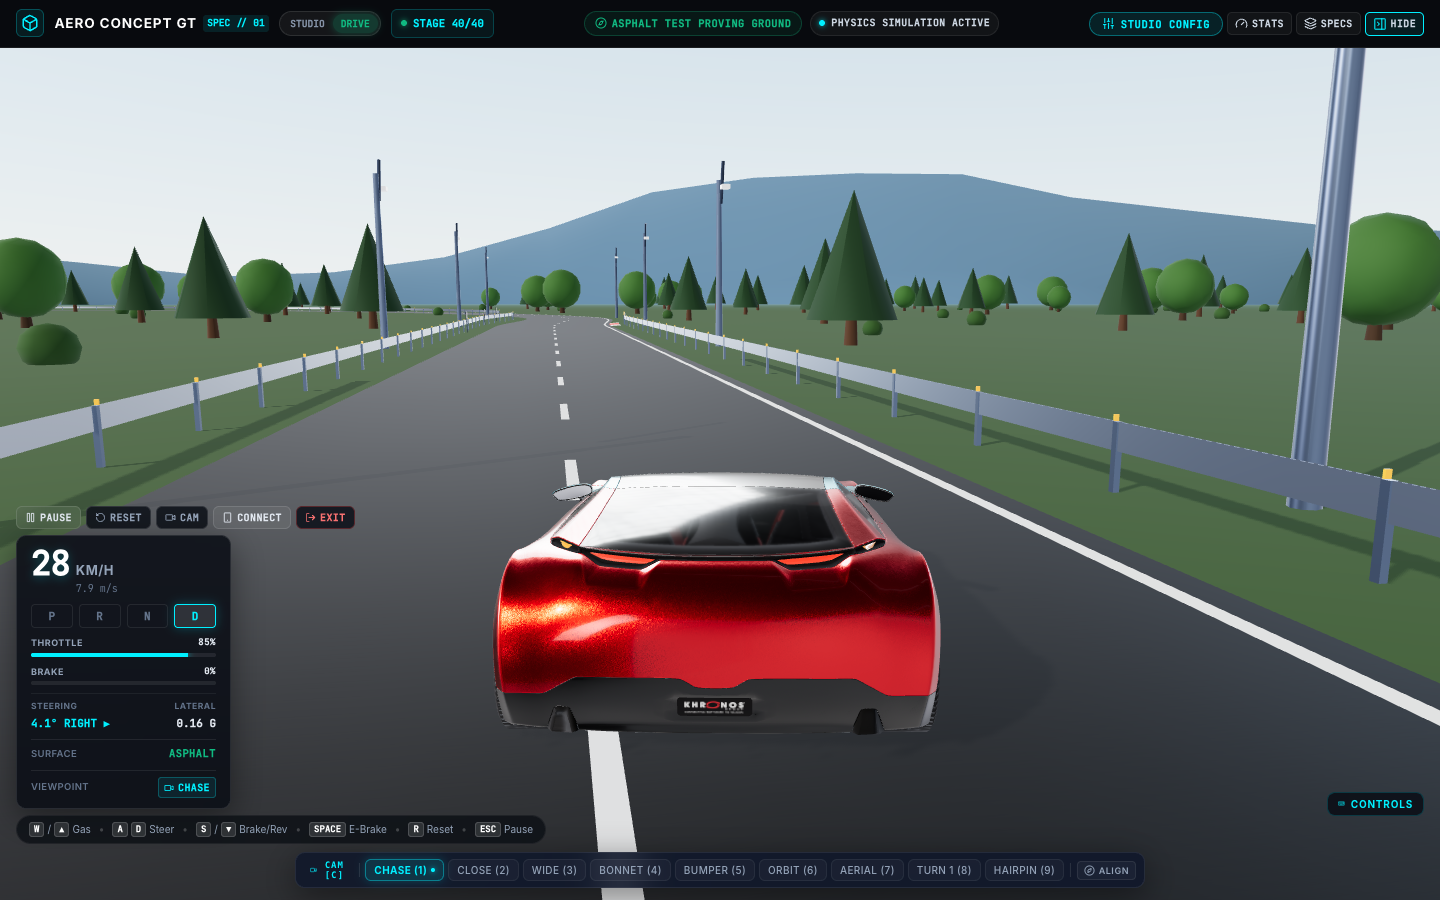 AERO CONCEPT GT SPEC // 01 STUDIO DRIVE STAGE 40/40 ASPHALT TEST PROVING GROUND PHYSICS SIMULATION ACTIVE STUDIO CONFIG STATS SPECS HIDE
PAUSE RESET CAM CONNECT EXIT
28 KM/H
7.9 m/s
P R N D
THROTTLE 85%
BRAKE 0%
STEERING LATERAL
4.1° RIGHT ▶ 0.16 G
SURFACE ASPHALT
VIEWPOINT CHASE
KHRONOS
CONTROLS
W / ▲ Gas • A D Steer • S / ▼ Brake/Rev • SPACE E-Brake • R Reset • ESC Pause
CAM [C] CHASE (1) CLOSE (2) WIDE (3) BONNET (4) BUMPER (5) ORBIT (6) AERIAL (7) TURN 1 (8) HAIRPIN (9) ALIGN